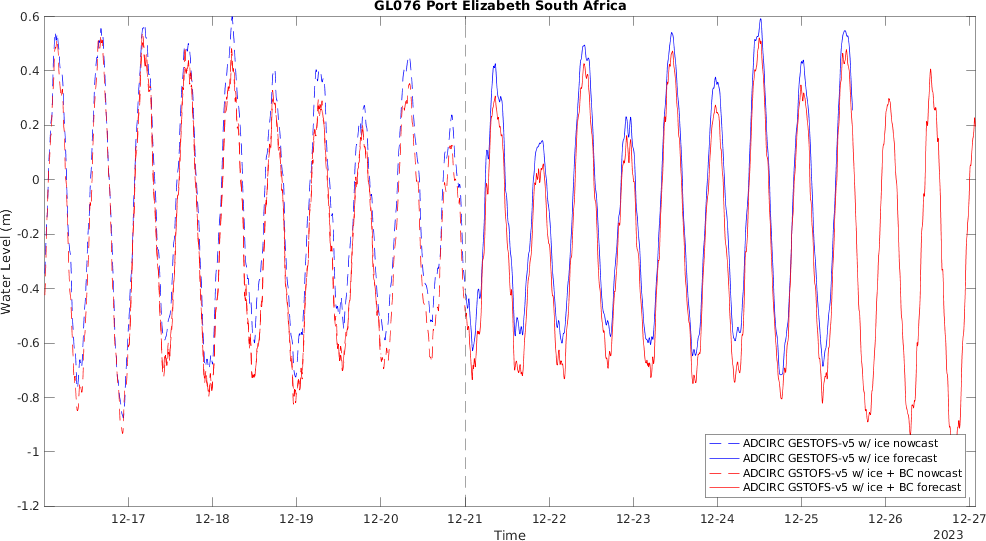 GL076 Port Elizabeth South Africa
0.6
0.4
0.2
0
-0.2
-0.4
-0.6
-0.8
-1
-1.2
Water Level (m)
ADCIRC GESTOFS-v5 w/ ice nowcast
ADCIRC GESTOFS-v5 w/ ice forecast
ADCIRC GSTOFS-v5 w/ ice + BC nowcast
ADCIRC GSTOFS-v5 w/ ice + BC forecast
12-17 12-18 12-19 12-20 12-21 12-22 12-23 12-24 12-25 12-26 12-27
Time
2023